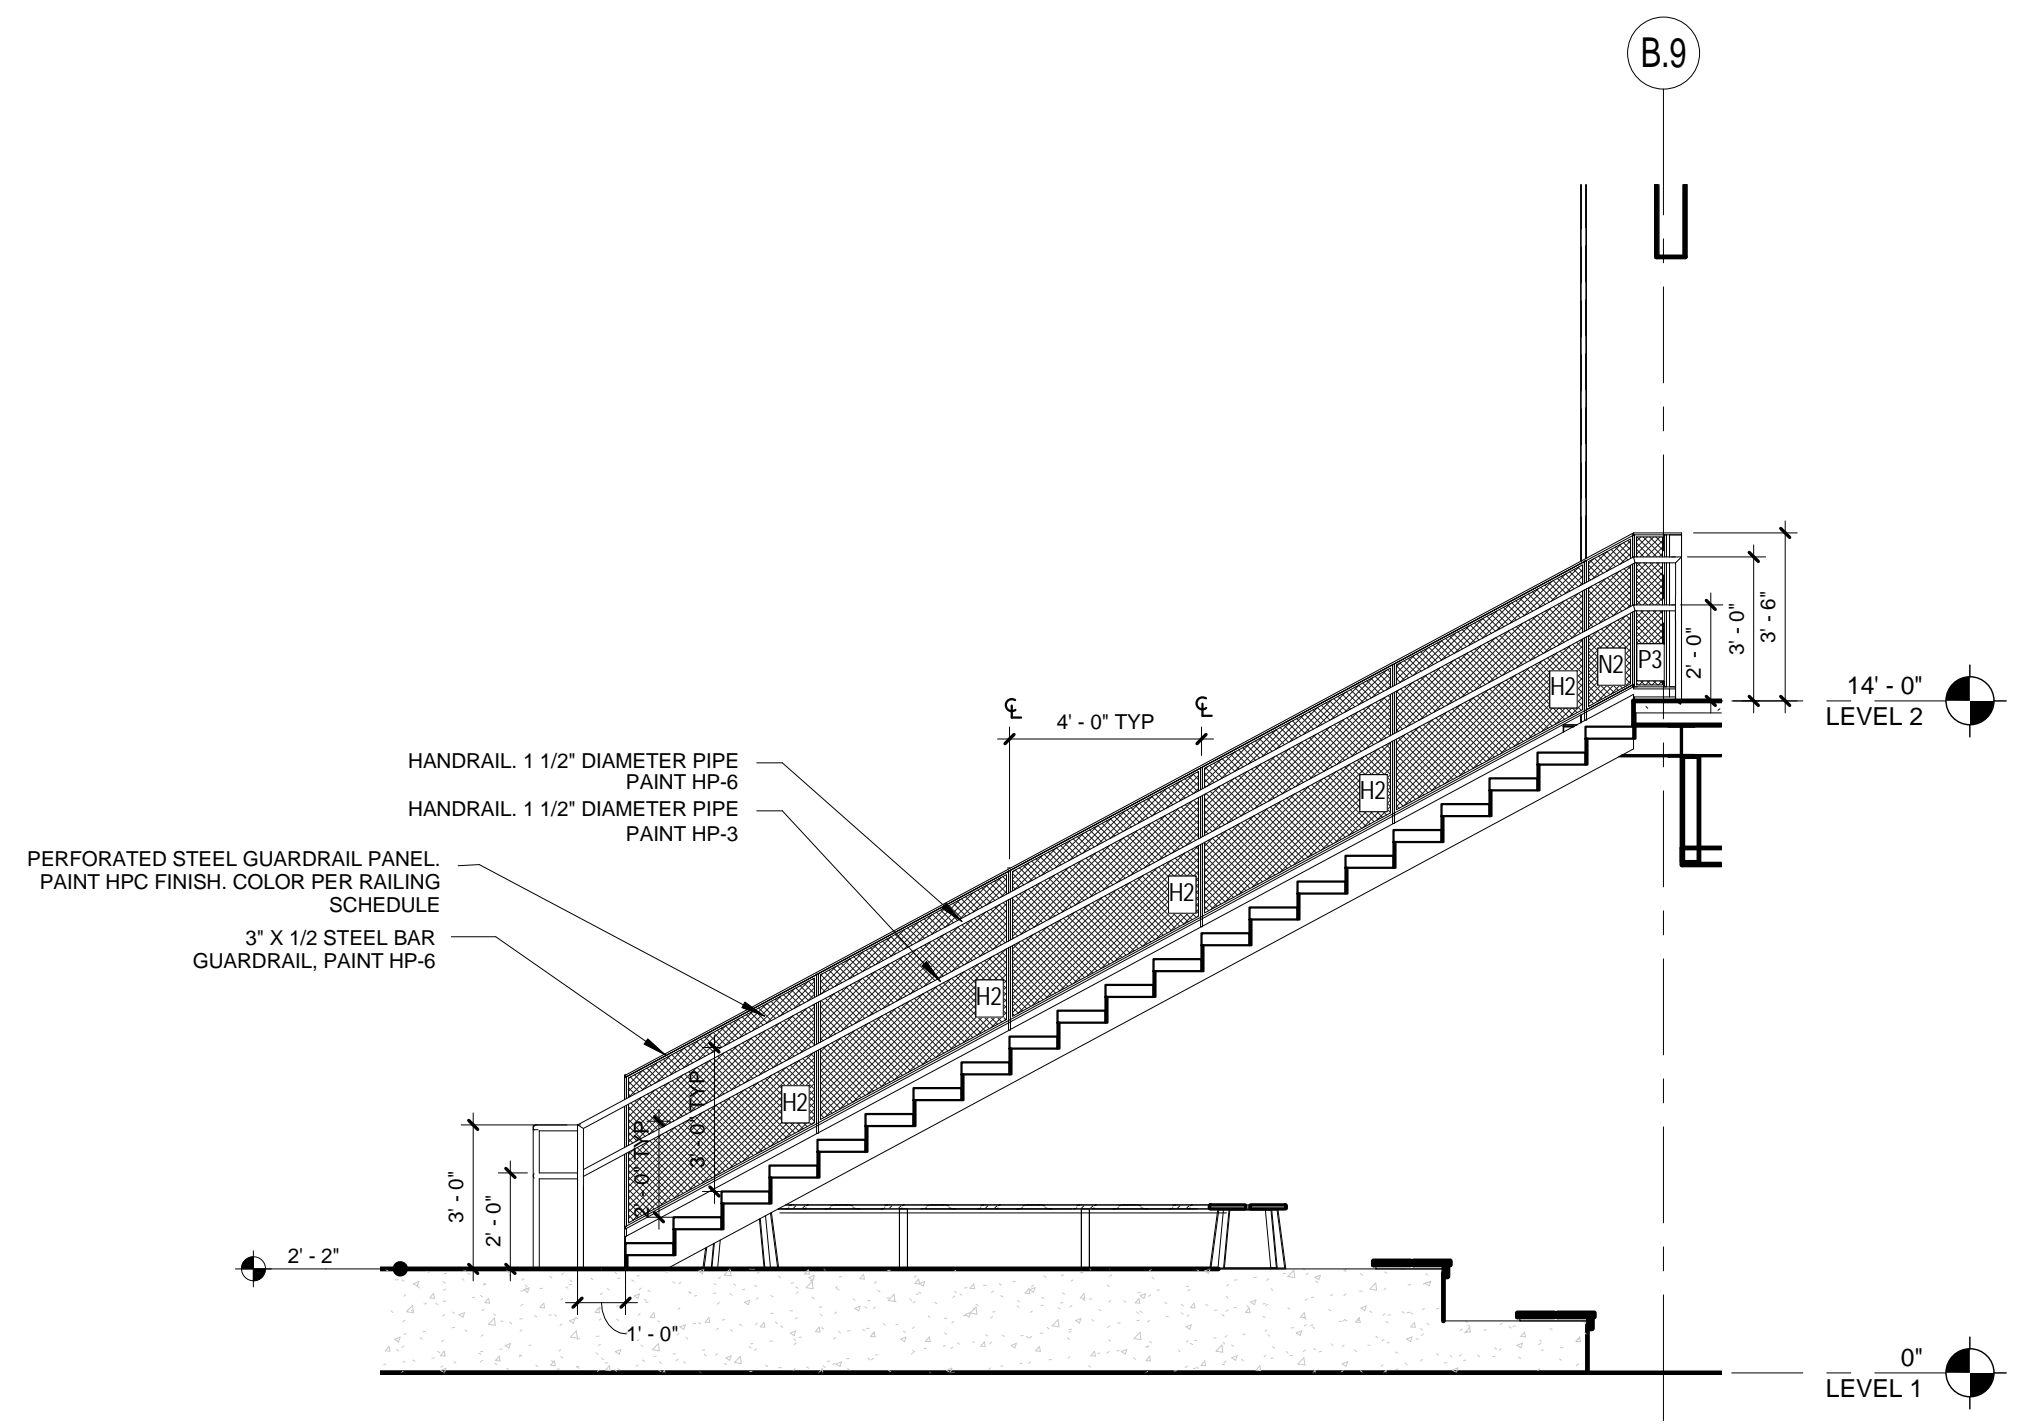 B.9
3' - 6"
3' - 0"
2' - 0"
P3
N2
H2
14' - 0"
LEVEL 2
℄
℄
4' - 0" TYP
HANDRAIL. 1 1/2" DIAMETER PIPE
PAINT HP-6
HANDRAIL. 1 1/2" DIAMETER PIPE
PAINT HP-3
H2
PERFORATED STEEL GUARDRAIL PANEL.
PAINT HPC FINISH. COLOR PER RAILING
SCHEDULE
H2
3" X 1/2 STEEL BAR
GUARDRAIL, PAINT HP-6
H2
H2
3' - 0" TYP
2' - 0" TYP
3' - 0"
2' - 0"
2' - 2"
1' - 0"
0"
LEVEL 1